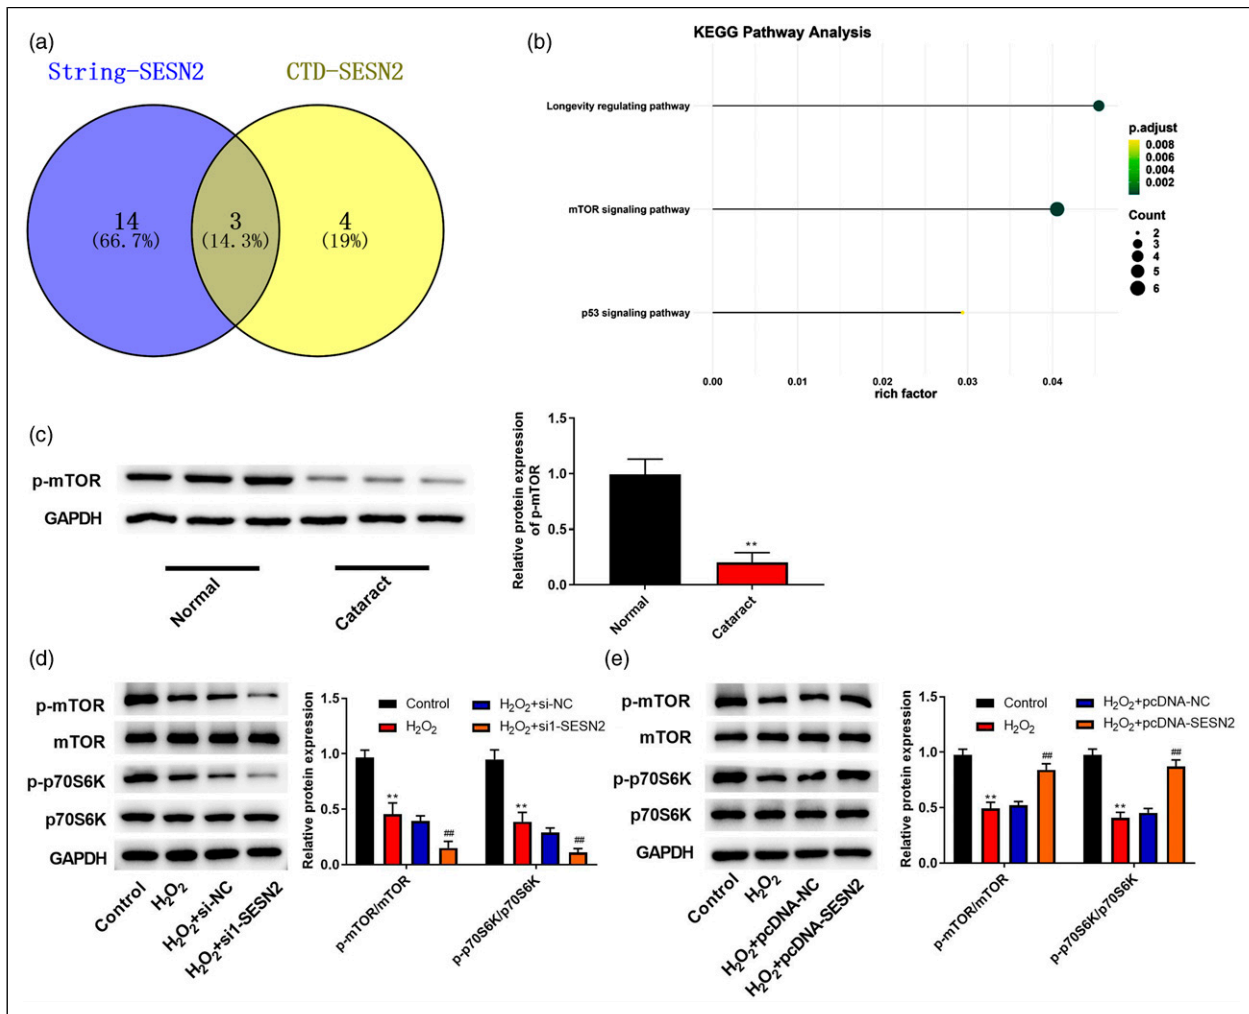 (a)
String-SESN2
CTD-SESN2
14
(66.7%)
3
(14.3%)
4
(19%)
(b)
KEGG Pathway Analysis
Longevity regulating pathway
mTOR signaling pathway
p53 signaling pathway
0.00 0.01 0.02 0.03 0.04
rich factor
p.adjust
0.008
0.006
0.004
0.002
Count
2
3
4
5
6
(c)
p-mTOR
GAPDH
Normal
Cataract
Relative protein expression
of p-mTOR
1.5
1.0
0.5
0.0
**
Normal
Cataract
(d)
p-mTOR
mTOR
p-p70S6K
p70S6K
GAPDH
Control
H₂O₂
H₂O₂+si-NC
H₂O₂+si1-SESN2
Relative protein expression
1.5
1.0
0.5
0.0
Control
H₂O₂
H₂O₂+si-NC
H₂O₂+si1-SESN2
**
##
**
##
p-mTOR/mTOR
p-p70S6K/p70S6K
(e)
p-mTOR
mTOR
p-p70S6K
p70S6K
GAPDH
Control
H₂O₂
H₂O₂+pcDNA-NC
H₂O₂+pcDNA-SESN2
Relative protein expression
1.5
1.0
0.5
0.0
Control
H₂O₂
H₂O₂+pcDNA-NC
H₂O₂+pcDNA-SESN2
**
##
**
##
p-mTOR/mTOR
p-p70S6K/p70S6K